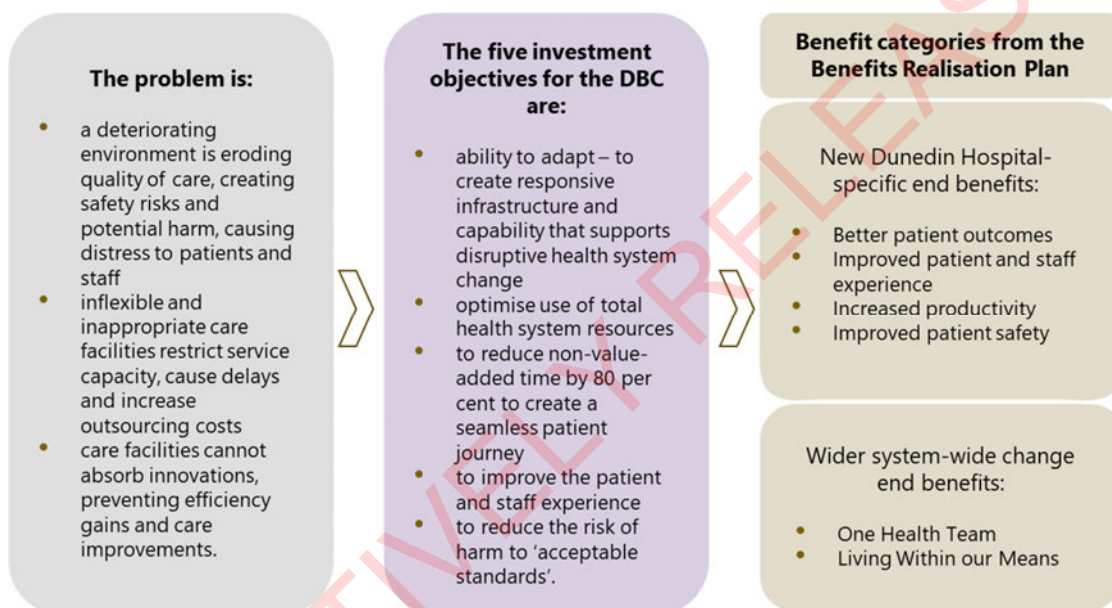 The problem is:
• a deteriorating
environment is eroding
quality of care, creating
safety risks and
potential harm, causing
distress to patients and
staff
• inflexible and
inappropriate care
facilities restrict service
capacity, cause delays
and increase
outsourcing costs
• care facilities cannot
absorb innovations,
preventing efficiency
gains and care
improvements.
The five investment
objectives for the DBC
are:
• ability to adapt – to
create responsive
infrastructure and
capability that supports
disruptive health system
change
• optimise use of total
health system resources
• to reduce non-value-
added time by 80 per
cent to create a
seamless patient
journey
• to improve the patient
and staff experience
• to reduce the risk of
harm to ‘acceptable
standards’.
Benefit categories from the
Benefits Realisation Plan
New Dunedin Hospital-
specific end benefits:
• Better patient outcomes
• Improved patient and staff
experience
• Increased productivity
• Improved patient safety
Wider system-wide change
end benefits:
• One Health Team
• Living Within our Means
TIVELY RELEAS